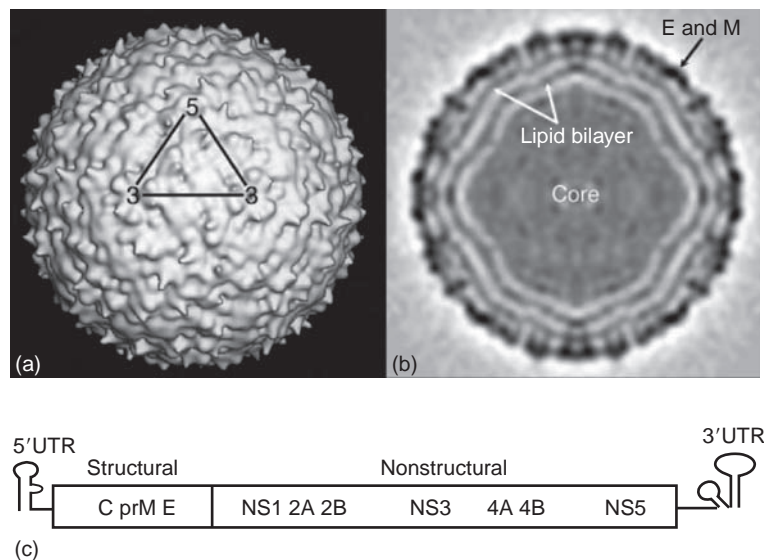 5
3 3
(a)
E and M
Lipid bilayer
Core
(b)
5′UTR
3′UTR
Structural Nonstructural
C prM E NS1 2A 2B NS3 4A 4B NS5
(c)